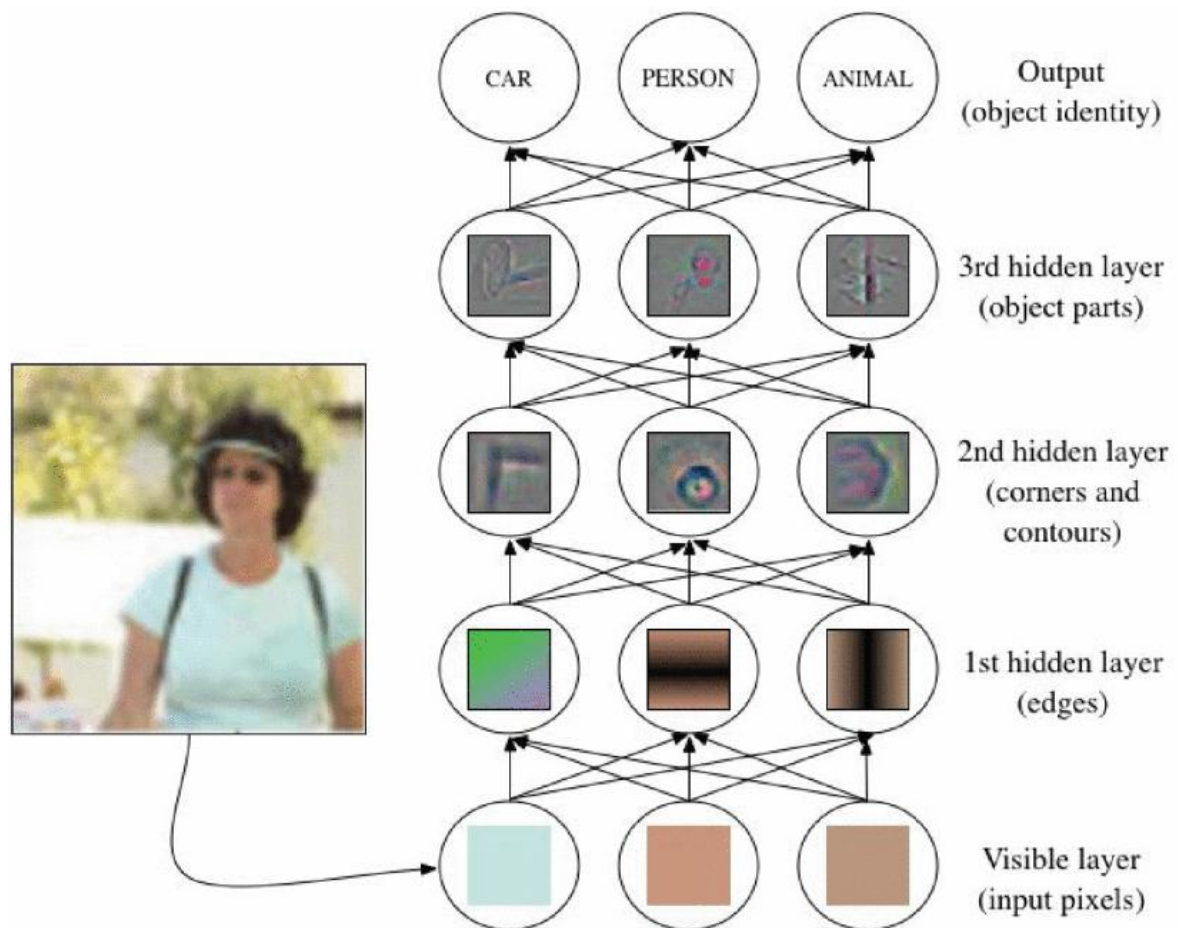 CAR
PERSON
ANIMAL
Output
(object identity)
3rd hidden layer
(object parts)
2nd hidden layer
(corners and
contours)
1st hidden layer
(edges)
Visible layer
(input pixels)